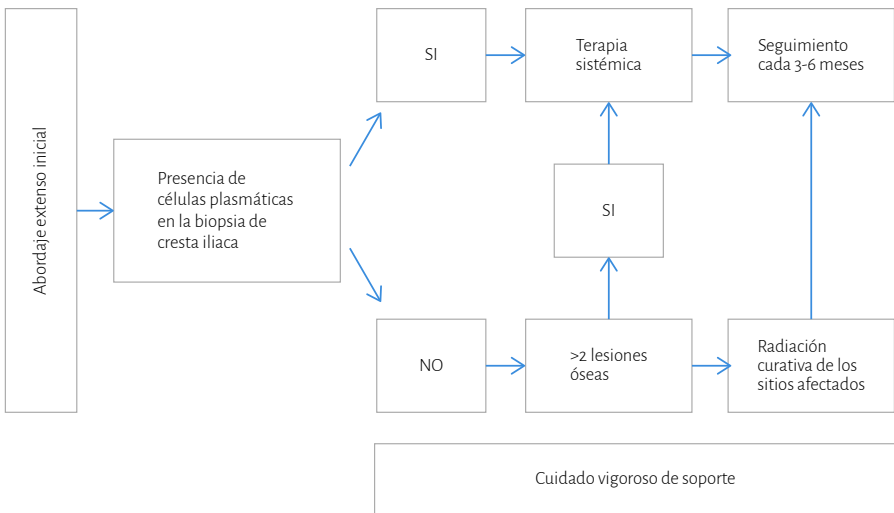 Abordaje extenso inicial
Presencia de
células plasmáticas
en la biopsia de
cresta iliaca
SI
Terapia
sistémica
Seguimiento
cada 3-6 meses
SI
NO
>2 lesiones
óseas
Radiación
curativa de los
sitios afectados
Cuidado vigoroso de soporte